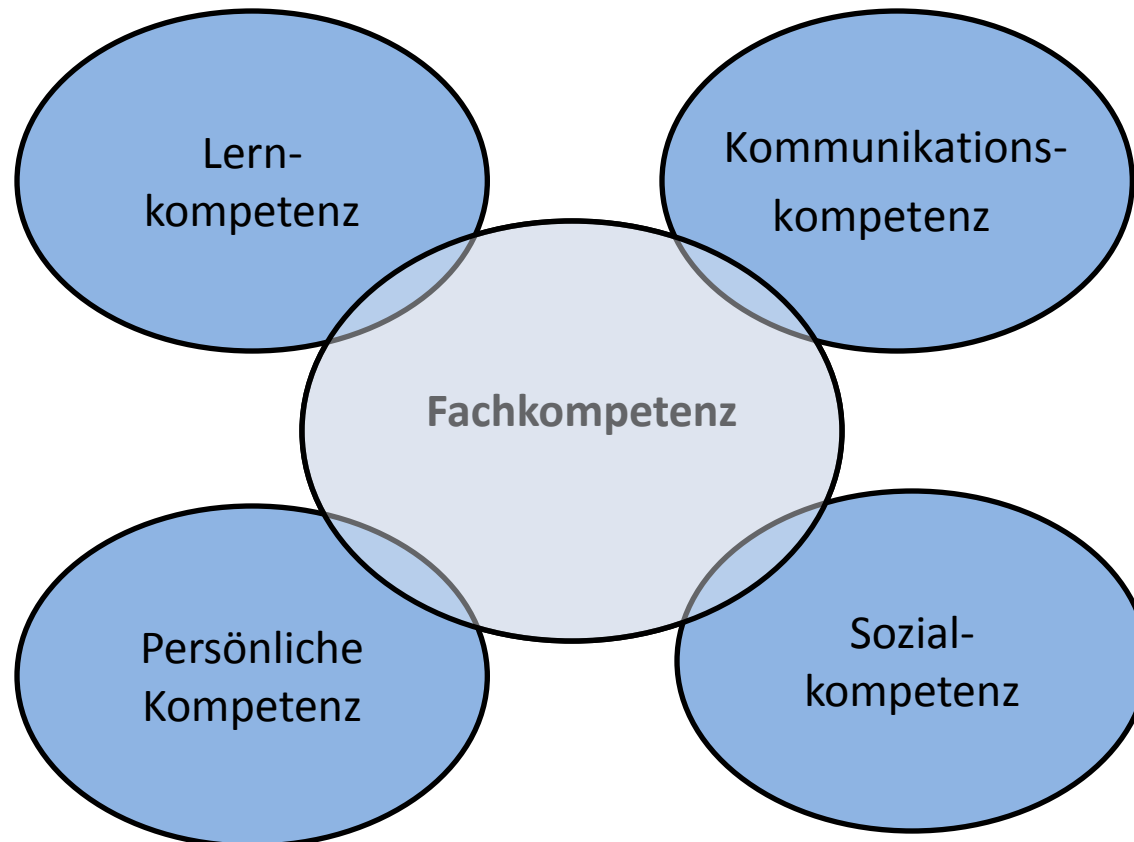 Lern-
kompetenz
Kommunikations-
kompetenz
Fachkompetenz
Persönliche
Kompetenz
Sozial-
kompetenz